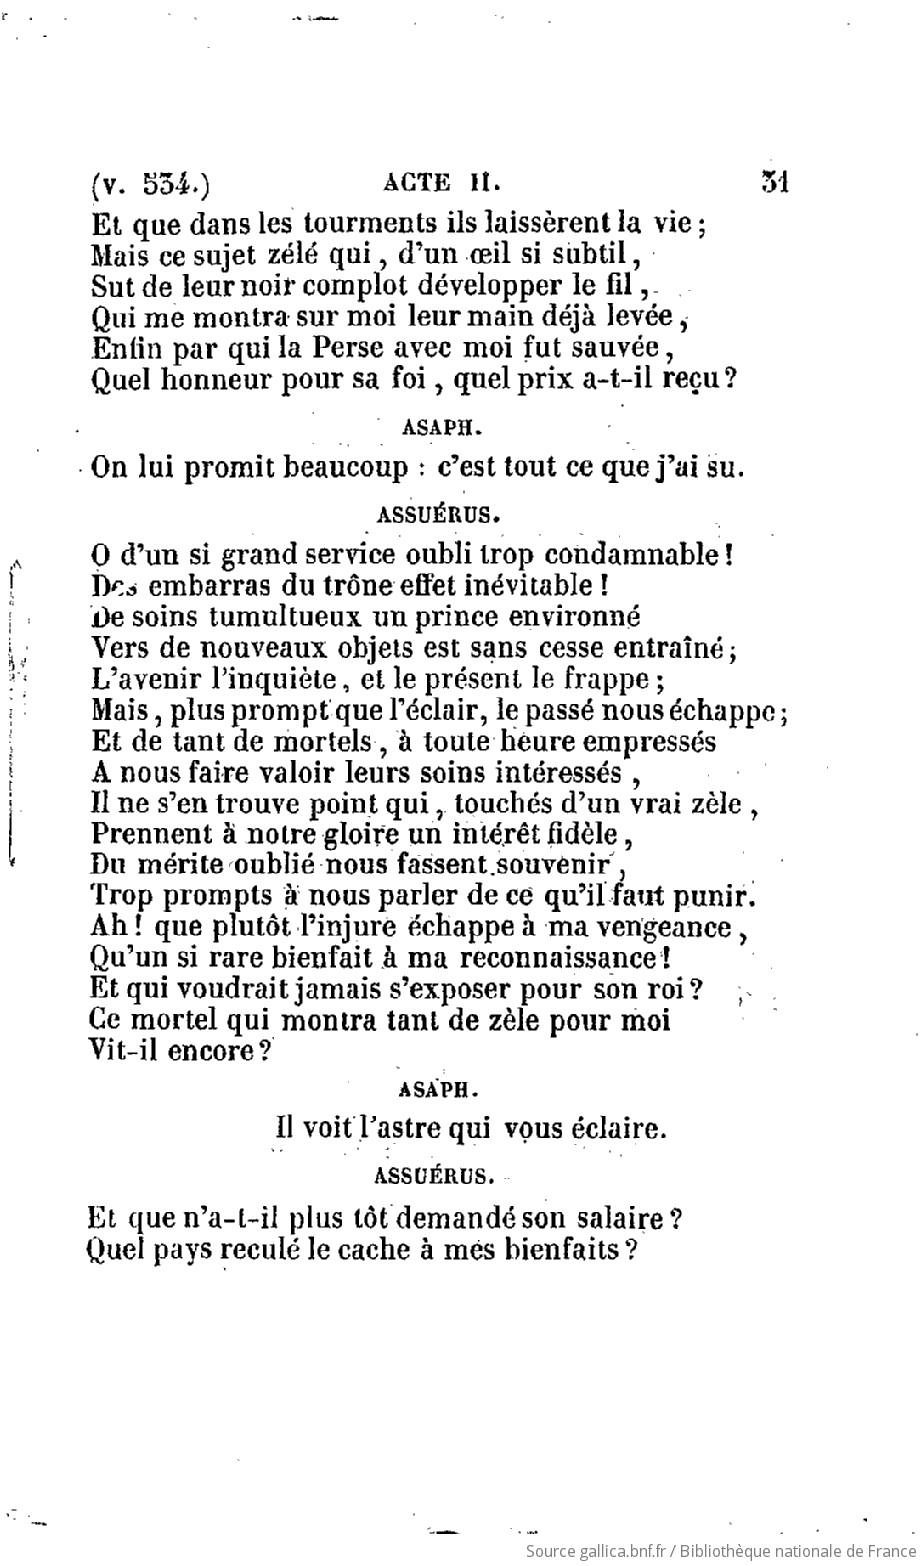 (v. 534.) ACTE II. 31
Et que dans les tourments ils laissèrent la vie ;
Mais ce sujet zélé qui , d'un œil si subtil ,
Sut de leur noir complot développer le fil ,
Qui me montra sur moi leur main déjà levée ,
Enfin par qui la Perse avec moi fut sauvée ,
Quel honneur pour sa foi , quel prix a-t-il reçu ?
ASAPH.
On lui promit beaucoup : c'est tout ce que j'ai su.
ASSUÉRUS.
O d'un si grand service oubli trop condamnable !
Des embarras du trône effet inévitable !
De soins tumultueux un prince environné
Vers de nouveaux objets est sans cesse entraîné ;
L'avenir l'inquiète , et le présent le frappe ;
Mais , plus prompt que l'éclair, le passé nous échappe ;
Et de tant de mortels , à toute heure empressés
A nous faire valoir leurs soins intéressés ,
Il ne s'en trouve point qui , touchés d'un vrai zèle ,
Prennent à notre gloire un intérêt fidèle ,
Du mérite oublié nous fassent souvenir ,
Trop prompts à nous parler de ce qu'il faut punir.
Ah ! que plutôt l'injure échappe à ma vengeance ,
Qu'un si rare bienfait à ma reconnaissance !
Et qui voudrait jamais s'exposer pour son roi ?
Ce mortel qui montra tant de zèle pour moi
Vit-il encore ?
ASAPH.
Il voit l'astre qui vous éclaire.
ASSUÉRUS.
Et que n'a-t-il plus tôt demandé son salaire ?
Quel pays reculé le cache à mes bienfaits ?
Source gallica.bnf.fr / Bibliothèque nationale de France